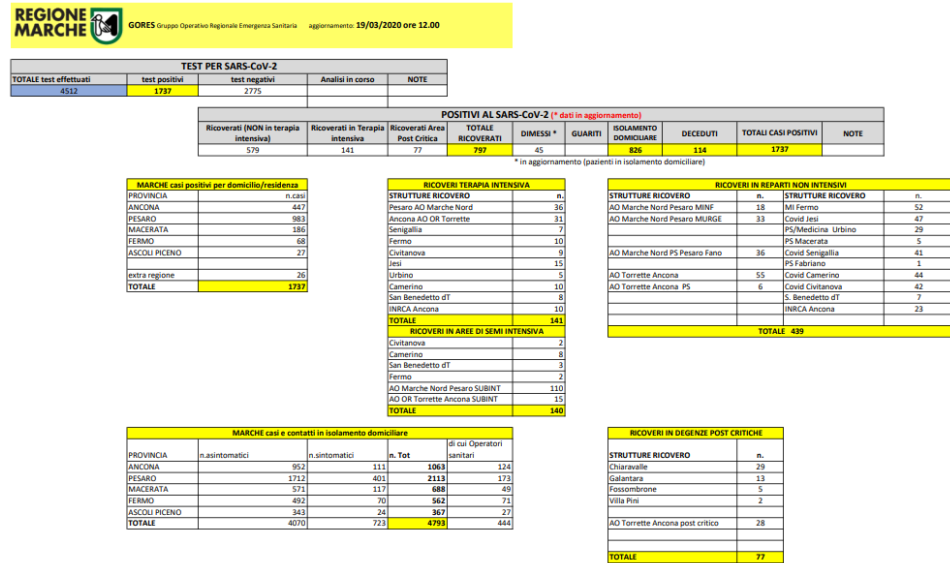 REGIONE
MARCHE
GORES Gruppo Operativo Regionale Emergenza Sanitaria aggiornamento: 19/03/2020 ore 12.00
TEST PER SARS-CoV-2
TOTALE test effettuati test positivi test negativi Analisi in corso NOTE
4512 1737 2775
POSITIVI AL SARS-CoV-2 (* dati in aggiornamento)
Ricoverati (NON in terapia intensiva) Ricoverati in Terapia intensiva Ricoverati Area Post Critica TOTALE RICOVERATI DIMESSI * GUARITI ISOLAMENTO DOMICILIARE DECEDUTI TOTALI CASI POSITIVI NOTE
579 141 77 797 45 826 114 1737
* in aggiornamento (pazienti in isolamento domiciliare)
MARCHE casi positivi per domicilio/residenza
PROVINCIA n.casi
ANCONA 447
PESARO 983
MACERATA 186
FERMO 68
ASCOLI PICENO 27
extra regione 26
TOTALE 1737
RICOVERI TERAPIA INTENSIVA
STRUTTURE RICOVERO n.
Pesaro AO Marche Nord 36
Ancona AO OR Torrette 31
Senigallia 7
Fermo 10
Civitanova 9
Jesi 15
Urbino 5
Camerino 10
San Benedetto dT 8
INRCA Ancona 10
TOTALE 141
RICOVERI IN AREE DI SEMI INTENSIVA
Civitanova 2
Camerino 8
San Benedetto dT 3
Fermo 2
AO Marche Nord Pesaro SUBINT 110
AO OR Torrette Ancona SUBINT 15
TOTALE 140
RICOVERI IN REPARTI NON INTENSIVI
STRUTTURE RICOVERO n. STRUTTURE RICOVERO n.
AO Marche Nord Pesaro MINF 18 MI Fermo 52
AO Marche Nord Pesaro MURGE 33 Covid Jesi 47
PS/Medicina Urbino 29
PS Macerata 5
AO Marche Nord PS Pesaro Fano 36 Covid Senigallia 41
PS Fabriano 1
AO Torrette Ancona 55 Covid Camerino 44
AO Torrette Ancona PS 6 Covid Civitanova 42
S. Benedetto dT 7
INRCA Ancona 23
TOTALE 439
MARCHE casi e contatti in isolamento domiciliare
PROVINCIA n.asintomatici n.sintomatici n. Tot di cui Operatori sanitari
ANCONA 952 111 1063 124
PESARO 1712 401 2113 173
MACERATA 571 117 688 49
FERMO 492 70 562 71
ASCOLI PICENO 343 24 367 27
TOTALE 4070 723 4793 444
RICOVERI IN DEGENZE POST CRITICHE
STRUTTURE RICOVERO n.
Chiaravalle 29
Galantara 13
Fossombrone 5
Villa Pini 2
AO Torrette Ancona post critico 28
TOTALE 77